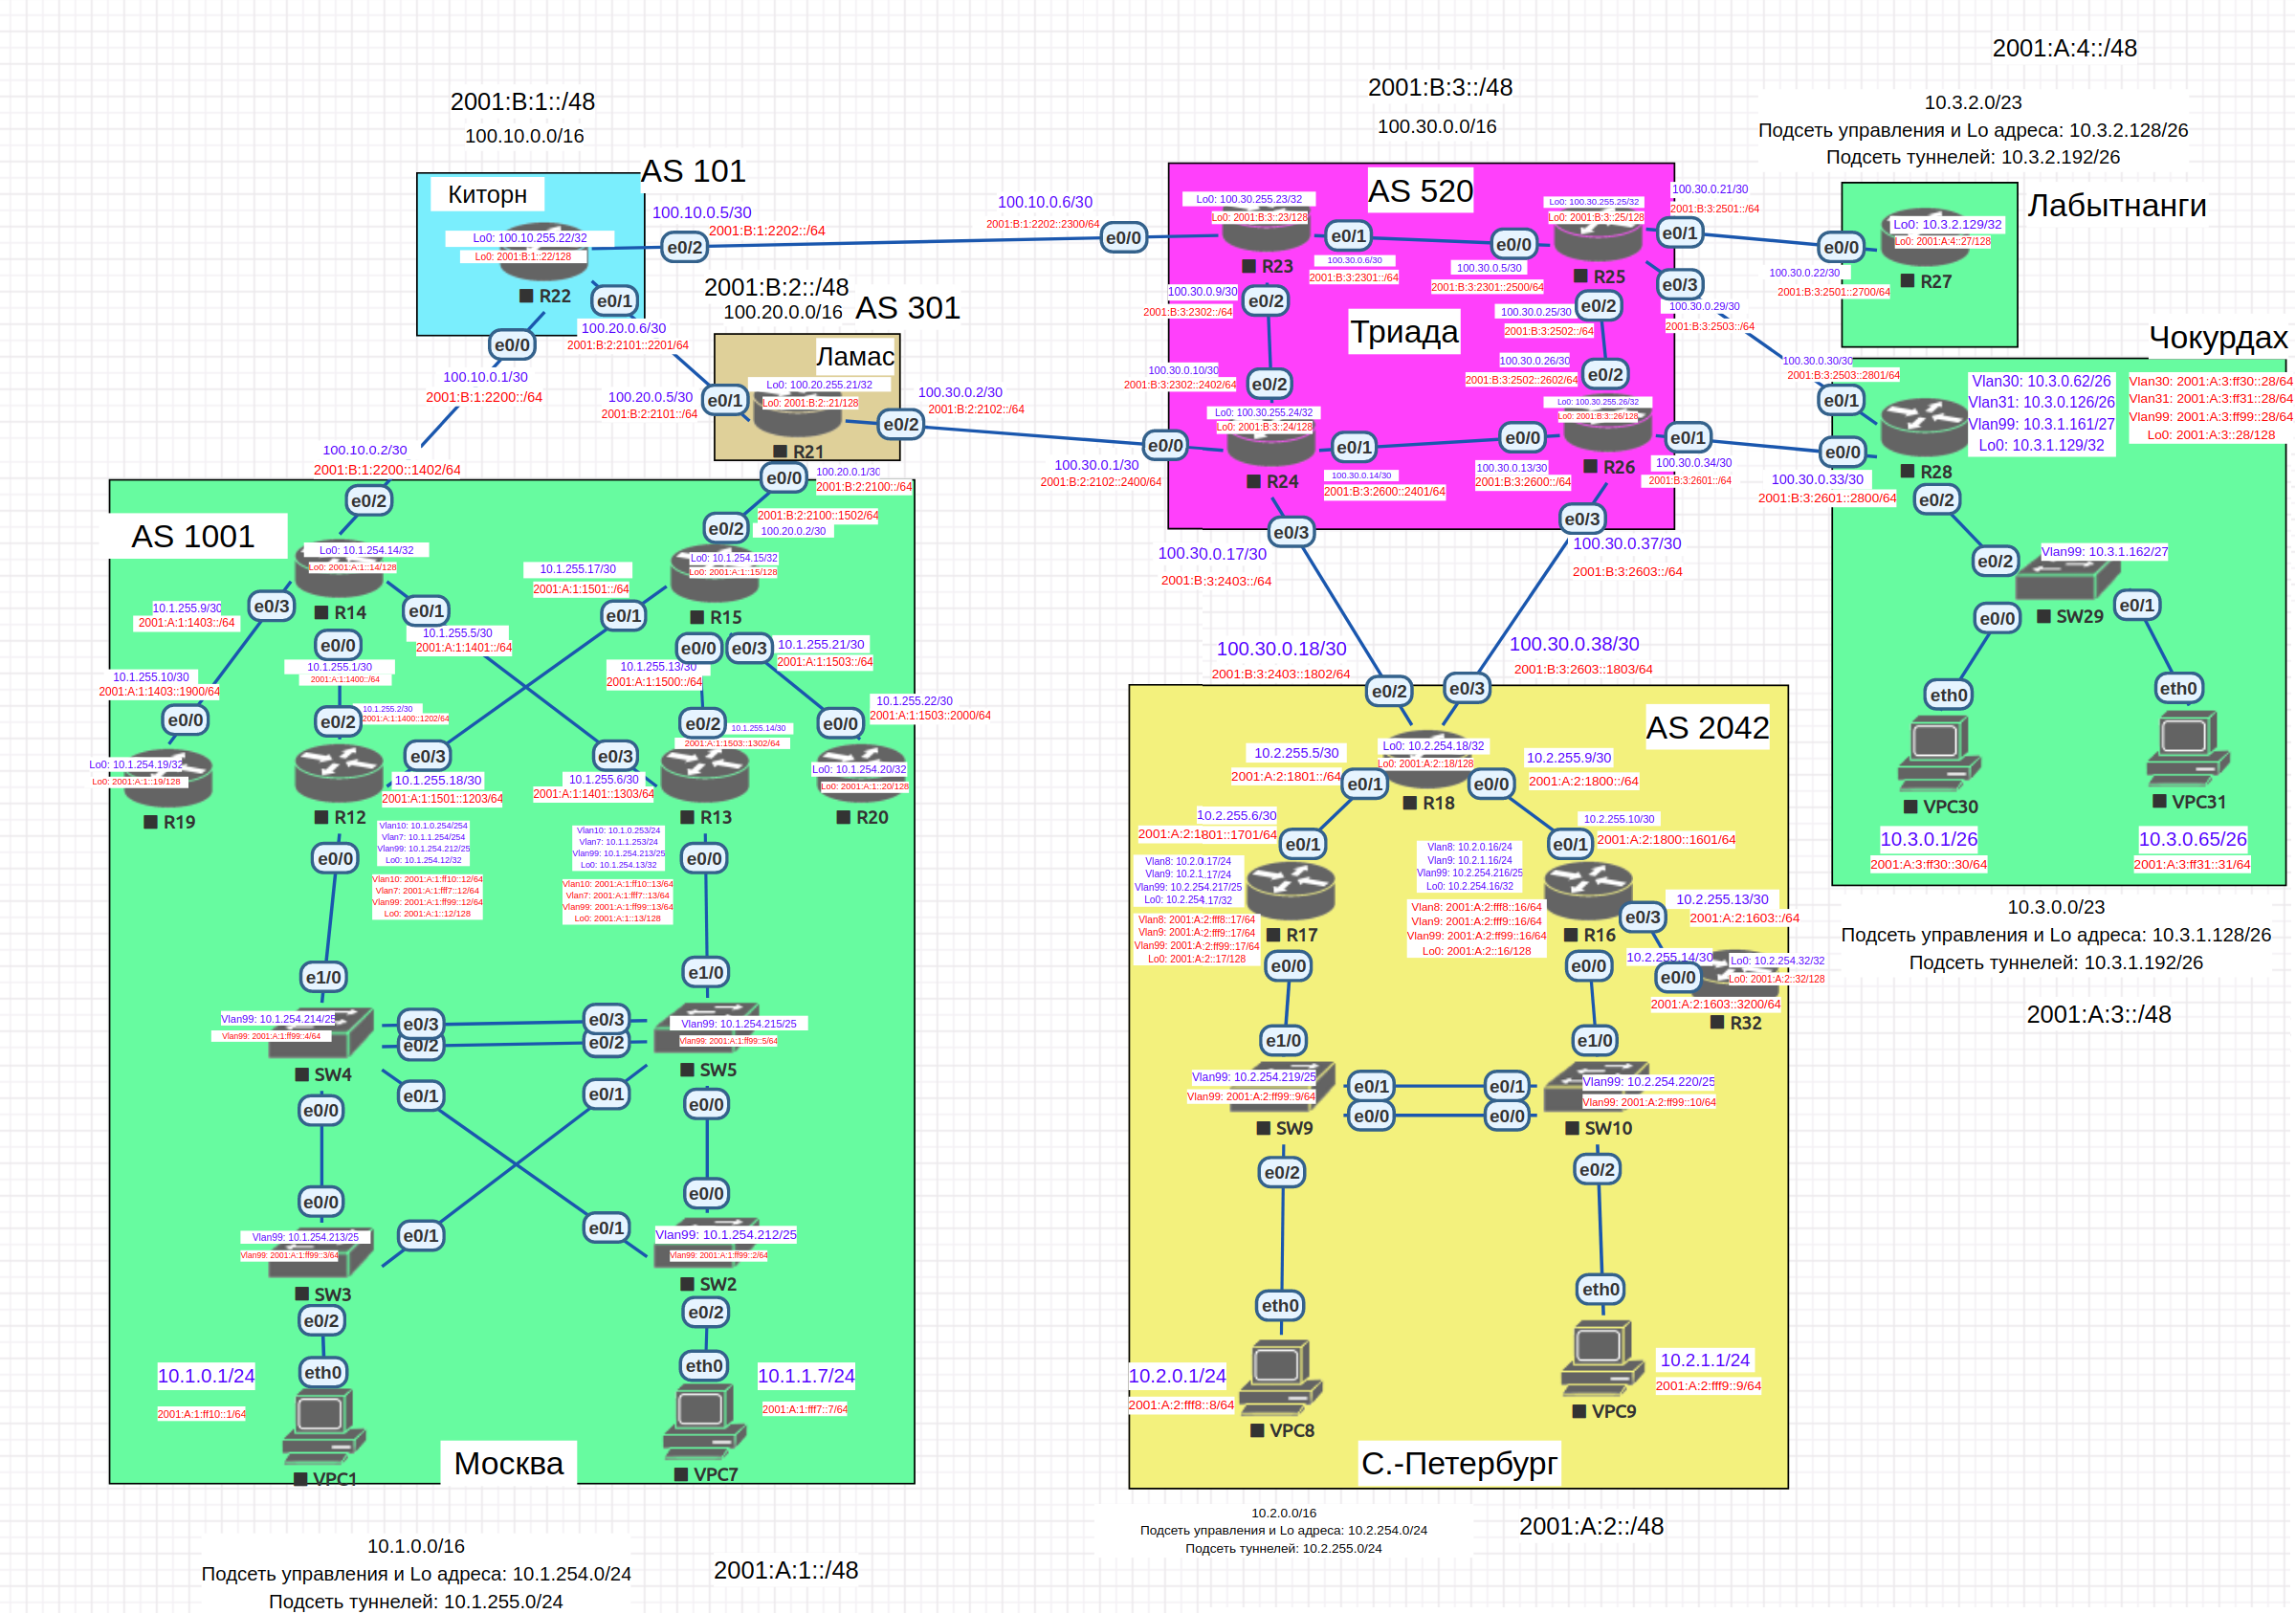 2001:A:4::/48
2001:B:3::/48
2001:B:1::/48
10.3.2.0/23
100.30.0.0/16
100.10.0.0/16
Подсеть управления и Lo адреса: 10.3.2.128/26
Подсеть туннелей: 10.3.2.192/26
AS 101
Киторн
Lo0: 100.10.255.22/32
Lo0: 2001:B:1::22/128
R22
100.10.0.5/30
2001:B:1:2202::/64
e0/2
e0/1
e0/0
100.20.0.6/30
2001:B:2:2101::2201/64
100.10.0.1/30
2001:B:1:2200::/64
2001:B:2::/48
100.20.0.0/16
AS 301
Ламас
Lo0: 100.20.255.21/32
Lo0: 2001:B:2::21/128
R21
100.20.0.5/30
2001:B:2:2101::/64
e0/1
e0/2
100.30.0.2/30
2001:B:2:2102::/64
e0/0
100.20.0.1/30
2001:B:2:2100::/64
100.10.0.6/30
2001:B:1:2202::2300/64
e0/0
AS 520
Триада
Lo0: 100.30.255.23/32
Lo0: 2001:B:3::23/128
R23
e0/1
100.30.0.6/30
2001:B:3:2301::/64
100.30.0.9/30
2001:B:3:2302::/64
e0/2
Lo0: 100.30.255.25/32
Lo0: 2001:B:3::25/128
R25
e0/0
100.30.0.5/30
2001:B:3:2301::2500/64
100.30.0.21/30
2001:B:3:2501::/64
e0/1
e0/3
100.30.0.29/30
2001:B:3:2503::/64
e0/2
100.30.0.25/30
2001:B:3:2502::/64
100.30.0.26/30
2001:B:3:2502::2602/64
e0/2
100.30.0.10/30
2001:B:3:2302::2402/64
e0/2
Lo0: 100.30.255.24/32
Lo0: 2001:B:3::24/128
R24
e0/0
100.30.0.1/30
2001:B:2:2102::2400/64
e0/1
100.30.0.14/30
2001:B:3:2600::2401/64
Lo0: 100.30.255.26/32
Lo0: 2001:B:3::26/128
R26
e0/0
100.30.0.13/30
2001:B:3:2600::/64
e0/1
100.30.0.34/30
2001:B:3:2601::/64
e0/3
100.30.0.17/30
2001:B:3:2403::/64
e0/3
100.30.0.37/30
2001:B:3:2603::/64
Лабытнанги
Lo0: 10.3.2.129/32
Lo0: 2001:A:4::27/128
R27
e0/0
100.30.0.22/30
2001:B:3:2501::2700/64
Чокурдах
100.30.0.30/30
2001:B:3:2503::2801/64
e0/1
Vlan30: 10.3.0.62/26
Vlan31: 10.3.0.126/26
Vlan99: 10.3.1.161/27
Lo0: 10.3.1.129/32
Vlan30: 2001:A:3:ff30::28/64
Vlan31: 2001:A:3:ff31::28/64
Vlan99: 2001:A:3:ff99::28/64
Lo0: 2001:A:3::28/128
R28
e0/0
100.30.0.33/30
2001:B:3:2601::2800/64
e0/2
e0/2
Vlan99: 10.3.1.162/27
SW29
e0/0
e0/1
eth0
eth0
VPC30
VPC31
10.3.0.1/26
2001:A:3:ff30::30/64
10.3.0.65/26
2001:A:3:ff31::31/64
10.3.0.0/23
Подсеть управления и Lo адреса: 10.3.1.128/26
Подсеть туннелей: 10.3.1.192/26
2001:A:3::/48
100.10.0.2/30
2001:B:1:2200::1402/64
e0/2
AS 1001
Lo0: 10.1.254.14/32
Lo0: 2001:A:1::14/128
R14
e0/3
10.1.255.9/30
2001:A:1:1403::/64
e0/1
10.1.255.5/30
2001:A:1:1401::/64
e0/0
10.1.255.1/30
2001:A:1:1400::/64
e0/2
2001:B:2:2100::1502/64
100.20.0.2/30
Lo0: 10.1.254.15/32
Lo0: 2001:A:1::15/128
R15
10.1.255.17/30
2001:A:1:1501::/64
e0/1
e0/0
e0/3
10.1.255.13/30
2001:A:1:1500::/64
10.1.255.21/30
2001:A:1:1503::/64
10.1.255.10/30
2001:A:1:1403::1900/64
e0/0
Lo0: 10.1.254.19/32
Lo0: 2001:A:1::19/128
R19
e0/2
10.1.255.2/30
2001:A:1:1400::1202/64
e0/3
10.1.255.18/30
2001:A:1:1501::1203/64
R12
Vlan10: 10.1.0.254/254
Vlan7: 10.1.1.254/254
Vlan99: 10.1.254.212/25
Lo0: 10.1.254.12/32
Vlan10: 2001:A:1:ff10::12/64
Vlan7: 2001:A:1:fff7::12/64
Vlan99: 2001:A:1:ff99::12/64
Lo0: 2001:A:1::12/128
e0/0
e0/3
10.1.255.6/30
2001:A:1:1401::1303/64
e0/2
10.1.255.14/30
2001:A:1:1503::1302/64
R13
Vlan10: 10.1.0.253/24
Vlan7: 10.1.1.253/24
Vlan99: 10.1.254.213/25
Lo0: 10.1.254.13/32
Vlan10: 2001:A:1:ff10::13/64
Vlan7: 2001:A:1:fff7::13/64
Vlan99: 2001:A:1:ff99::13/64
Lo0: 2001:A:1::13/128
e0/0
10.1.255.22/30
2001:A:1:1503::2000/64
e0/0
Lo0: 10.1.254.20/32
Lo0: 2001:A:1::20/128
R20
e1/0
e1/0
Vlan99: 10.1.254.214/25
Vlan99: 2001:A:1:ff99::4/64
SW4
e0/3
e0/2
e0/1
e0/0
e0/3
e0/2
e0/1
e0/0
Vlan99: 10.1.254.215/25
Vlan99: 2001:A:1:ff99::5/64
SW5
e0/0
e0/1
Vlan99: 10.1.254.213/25
Vlan99: 2001:A:1:ff99::3/64
SW3
e0/2
e0/0
e0/1
Vlan99: 10.1.254.212/25
Vlan99: 2001:A:1:ff99::2/64
SW2
e0/2
eth0
eth0
10.1.0.1/24
2001:A:1:ff10::1/64
VPC1
10.1.1.7/24
2001:A:1:fff7::7/64
VPC7
Москва
10.1.0.0/16
Подсеть управления и Lo адреса: 10.1.254.0/24
Подсеть туннелей: 10.1.255.0/24
2001:A:1::/48
100.30.0.18/30
2001:B:3:2403::1802/64
e0/2
100.30.0.38/30
2001:B:3:2603::1803/64
e0/3
AS 2042
Lo0: 10.2.254.18/32
Lo0: 2001:A:2::18/128
R18
10.2.255.5/30
2001:A:2:1801::/64
e0/1
10.2.255.9/30
2001:A:2:1800::/64
e0/0
10.2.255.6/30
2001:A:2:1801::1701/64
e0/1
Vlan8: 10.2.0.17/24
Vlan9: 10.2.1.17/24
Vlan99: 10.2.254.217/25
Lo0: 10.2.254.17/32
Vlan8: 2001:A:2:fff8::17/64
Vlan9: 2001:A:2:fff9::17/64
Vlan99: 2001:A:2:ff99::17/64
Lo0: 2001:A:2::17/128
R17
e0/0
10.2.255.10/30
2001:A:2:1800::1601/64
e0/1
Vlan8: 10.2.0.16/24
Vlan9: 10.2.1.16/24
Vlan99: 10.2.254.216/25
Lo0: 10.2.254.16/32
Vlan8: 2001:A:2:fff8::16/64
Vlan9: 2001:A:2:fff9::16/64
Vlan99: 2001:A:2:ff99::16/64
Lo0: 2001:A:2::16/128
R16
e0/0
e0/3
10.2.255.13/30
2001:A:2:1603::/64
10.2.255.14/30
e0/0
Lo0: 10.2.254.32/32
Lo0: 2001:A:2::32/128
2001:A:2:1603::3200/64
R32
e1/0
e1/0
Vlan99: 10.2.254.219/25
Vlan99: 2001:A:2:ff99::9/64
SW9
e0/1
e0/0
e0/1
e0/0
Vlan99: 10.2.254.220/25
Vlan99: 2001:A:2:ff99::10/64
SW10
e0/2
e0/2
eth0
eth0
10.2.0.1/24
2001:A:2:fff8::8/64
VPC8
10.2.1.1/24
2001:A:2:fff9::9/64
VPC9
С.-Петербург
10.2.0.0/16
Подсеть управления и Lo адреса: 10.2.254.0/24
Подсеть туннелей: 10.2.255.0/24
2001:A:2::/48